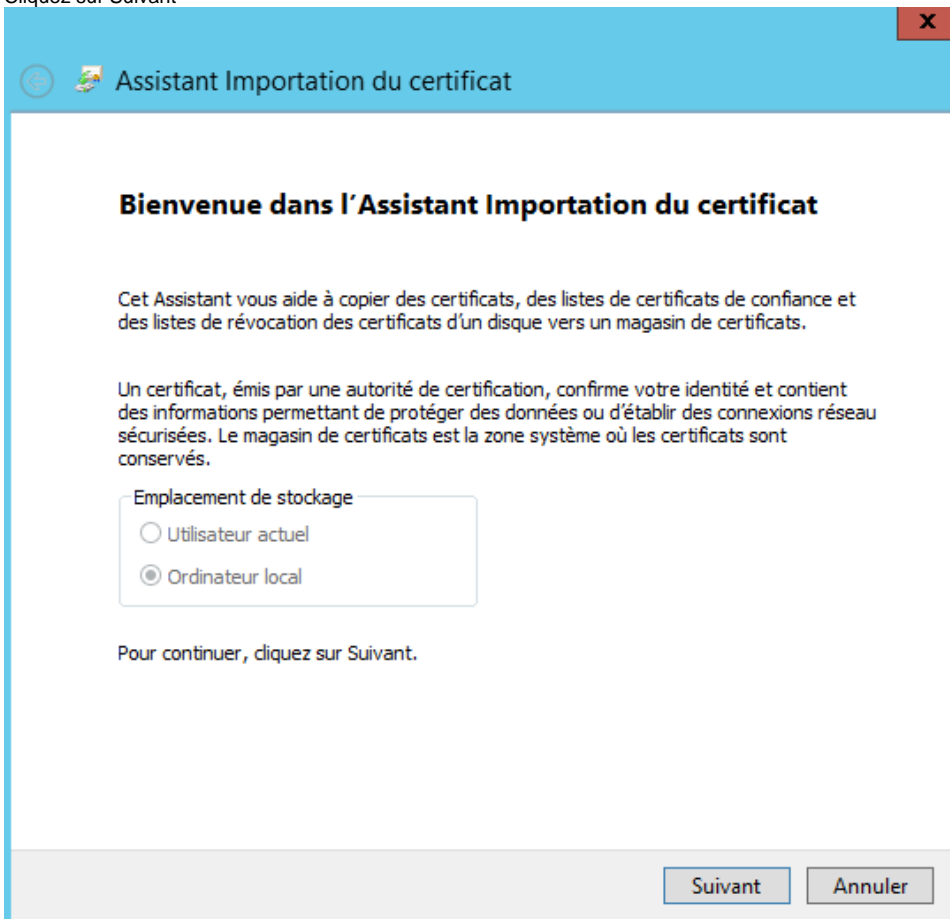 Cliquez sur Suivant
X
Assistant Importation du certificat
Bienvenue dans l'Assistant Importation du certificat
Cet Assistant vous aide à copier des certificats, des listes de certificats de confiance et
des listes de révocation des certificats d'un disque vers un magasin de certificats.
Un certificat, émis par une autorité de certification, confirme votre identité et contient
des informations permettant de protéger des données ou d'établir des connexions réseau
sécurisées. Le magasin de certificats est la zone système où les certificats sont
conservés.
Emplacement de stockage
Utilisateur actuel
Ordinateur local
Pour continuer, cliquez sur Suivant.
Suivant
Annuler